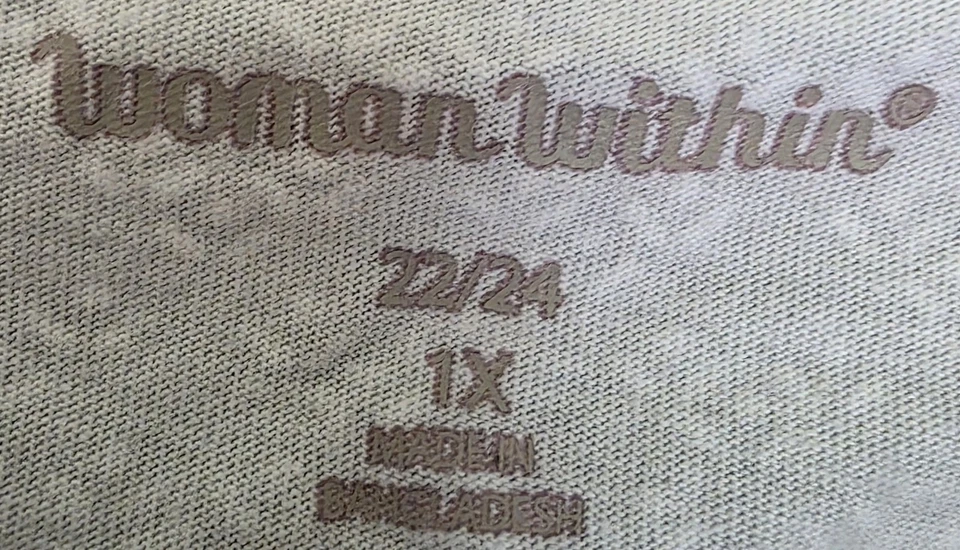 Woman Within®
22/24
1X
MADE IN
BANGLADESH